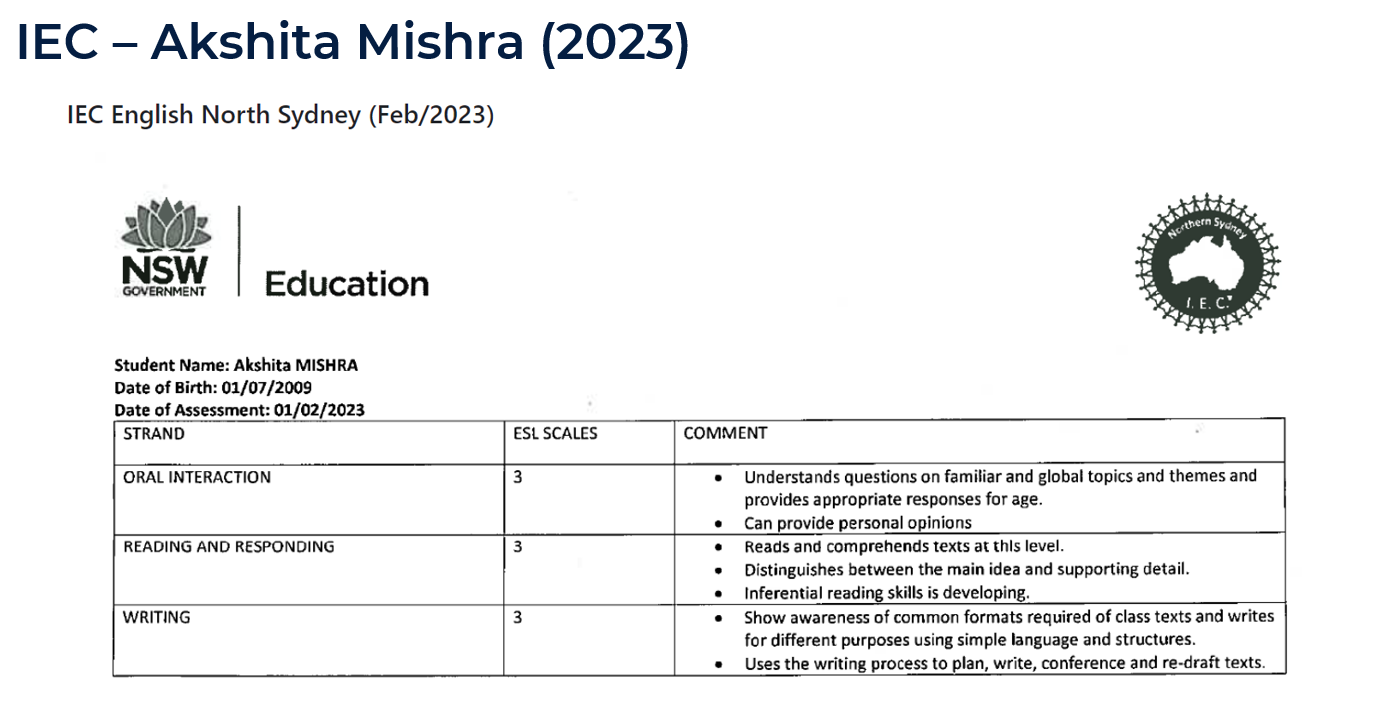 IEC – Akshita Mishra (2023)
IEC English North Sydney (Feb/2023)
NSW
GOVERNMENT
Education
Northern Sydney
I. E. C.
Student Name: Akshita MISHRA
Date of Birth: 01/07/2009
Date of Assessment: 01/02/2023
STRAND ESL SCALES COMMENT
ORAL INTERACTION 3 • Understands questions on familiar and global topics and themes and
provides appropriate responses for age.
• Can provide personal opinions
READING AND RESPONDING 3 • Reads and comprehends texts at this level.
• Distinguishes between the main idea and supporting detail.
• Inferential reading skills is developing.
WRITING 3 • Show awareness of common formats required of class texts and writes
for different purposes using simple language and structures.
• Uses the writing process to plan, write, conference and re-draft texts.